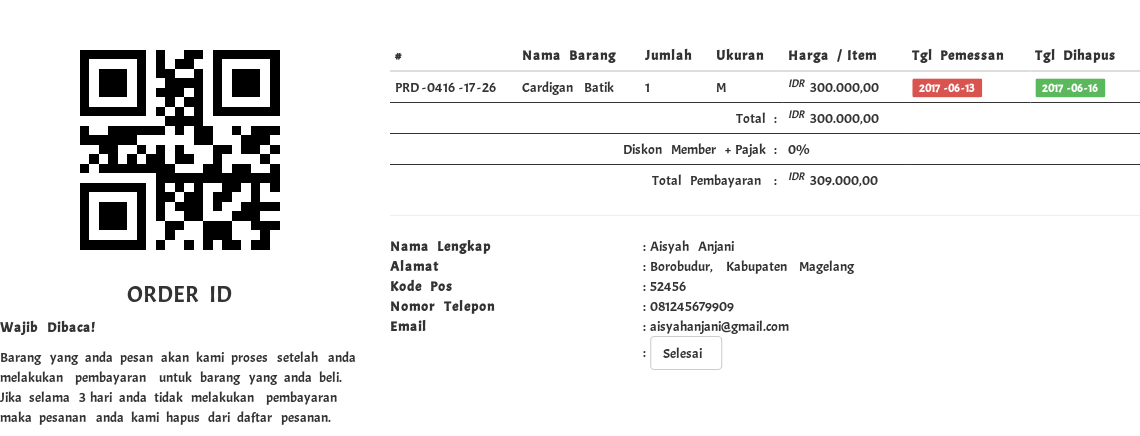 ORDER ID
Wajib Dibaca!
Barang yang anda pesan akan kami proses setelah anda
melakukan pembayaran untuk barang yang anda beli.
Jika selama 3 hari anda tidak melakukan pembayaran
maka pesanan anda kami hapus dari daftar pesanan.
# Nama Barang Jumlah Ukuran Harga / Item Tgl Pemessan Tgl Dihapus
PRD-0416-17-26 Cardigan Batik 1 M IDR 300.000,00 2017-06-13 2017-06-16
Total : IDR 300.000,00
Diskon Member + Pajak : 0%
Total Pembayaran : IDR 309.000,00
Nama Lengkap : Aisyah Anjani
Alamat : Borobudur, Kabupaten Magelang
Kode Pos : 52456
Nomor Telepon : 081245679909
Email : aisyahanjani@gmail.com
: Selesai